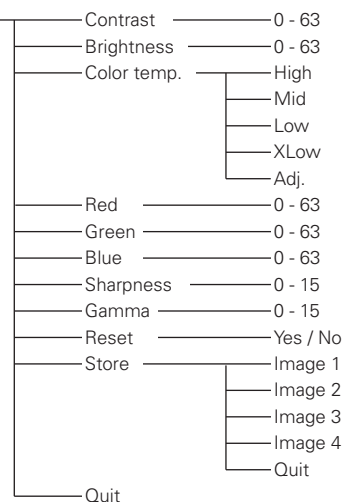 Contrast 0 - 63
Brightness 0 - 63
Color temp. High
Mid
Low
XLow
Adj.
Red 0 - 63
Green 0 - 63
Blue 0 - 63
Sharpness 0 - 15
Gamma 0 - 15
Reset Yes / No
Store Image 1
Image 2
Image 3
Image 4
Quit
Quit